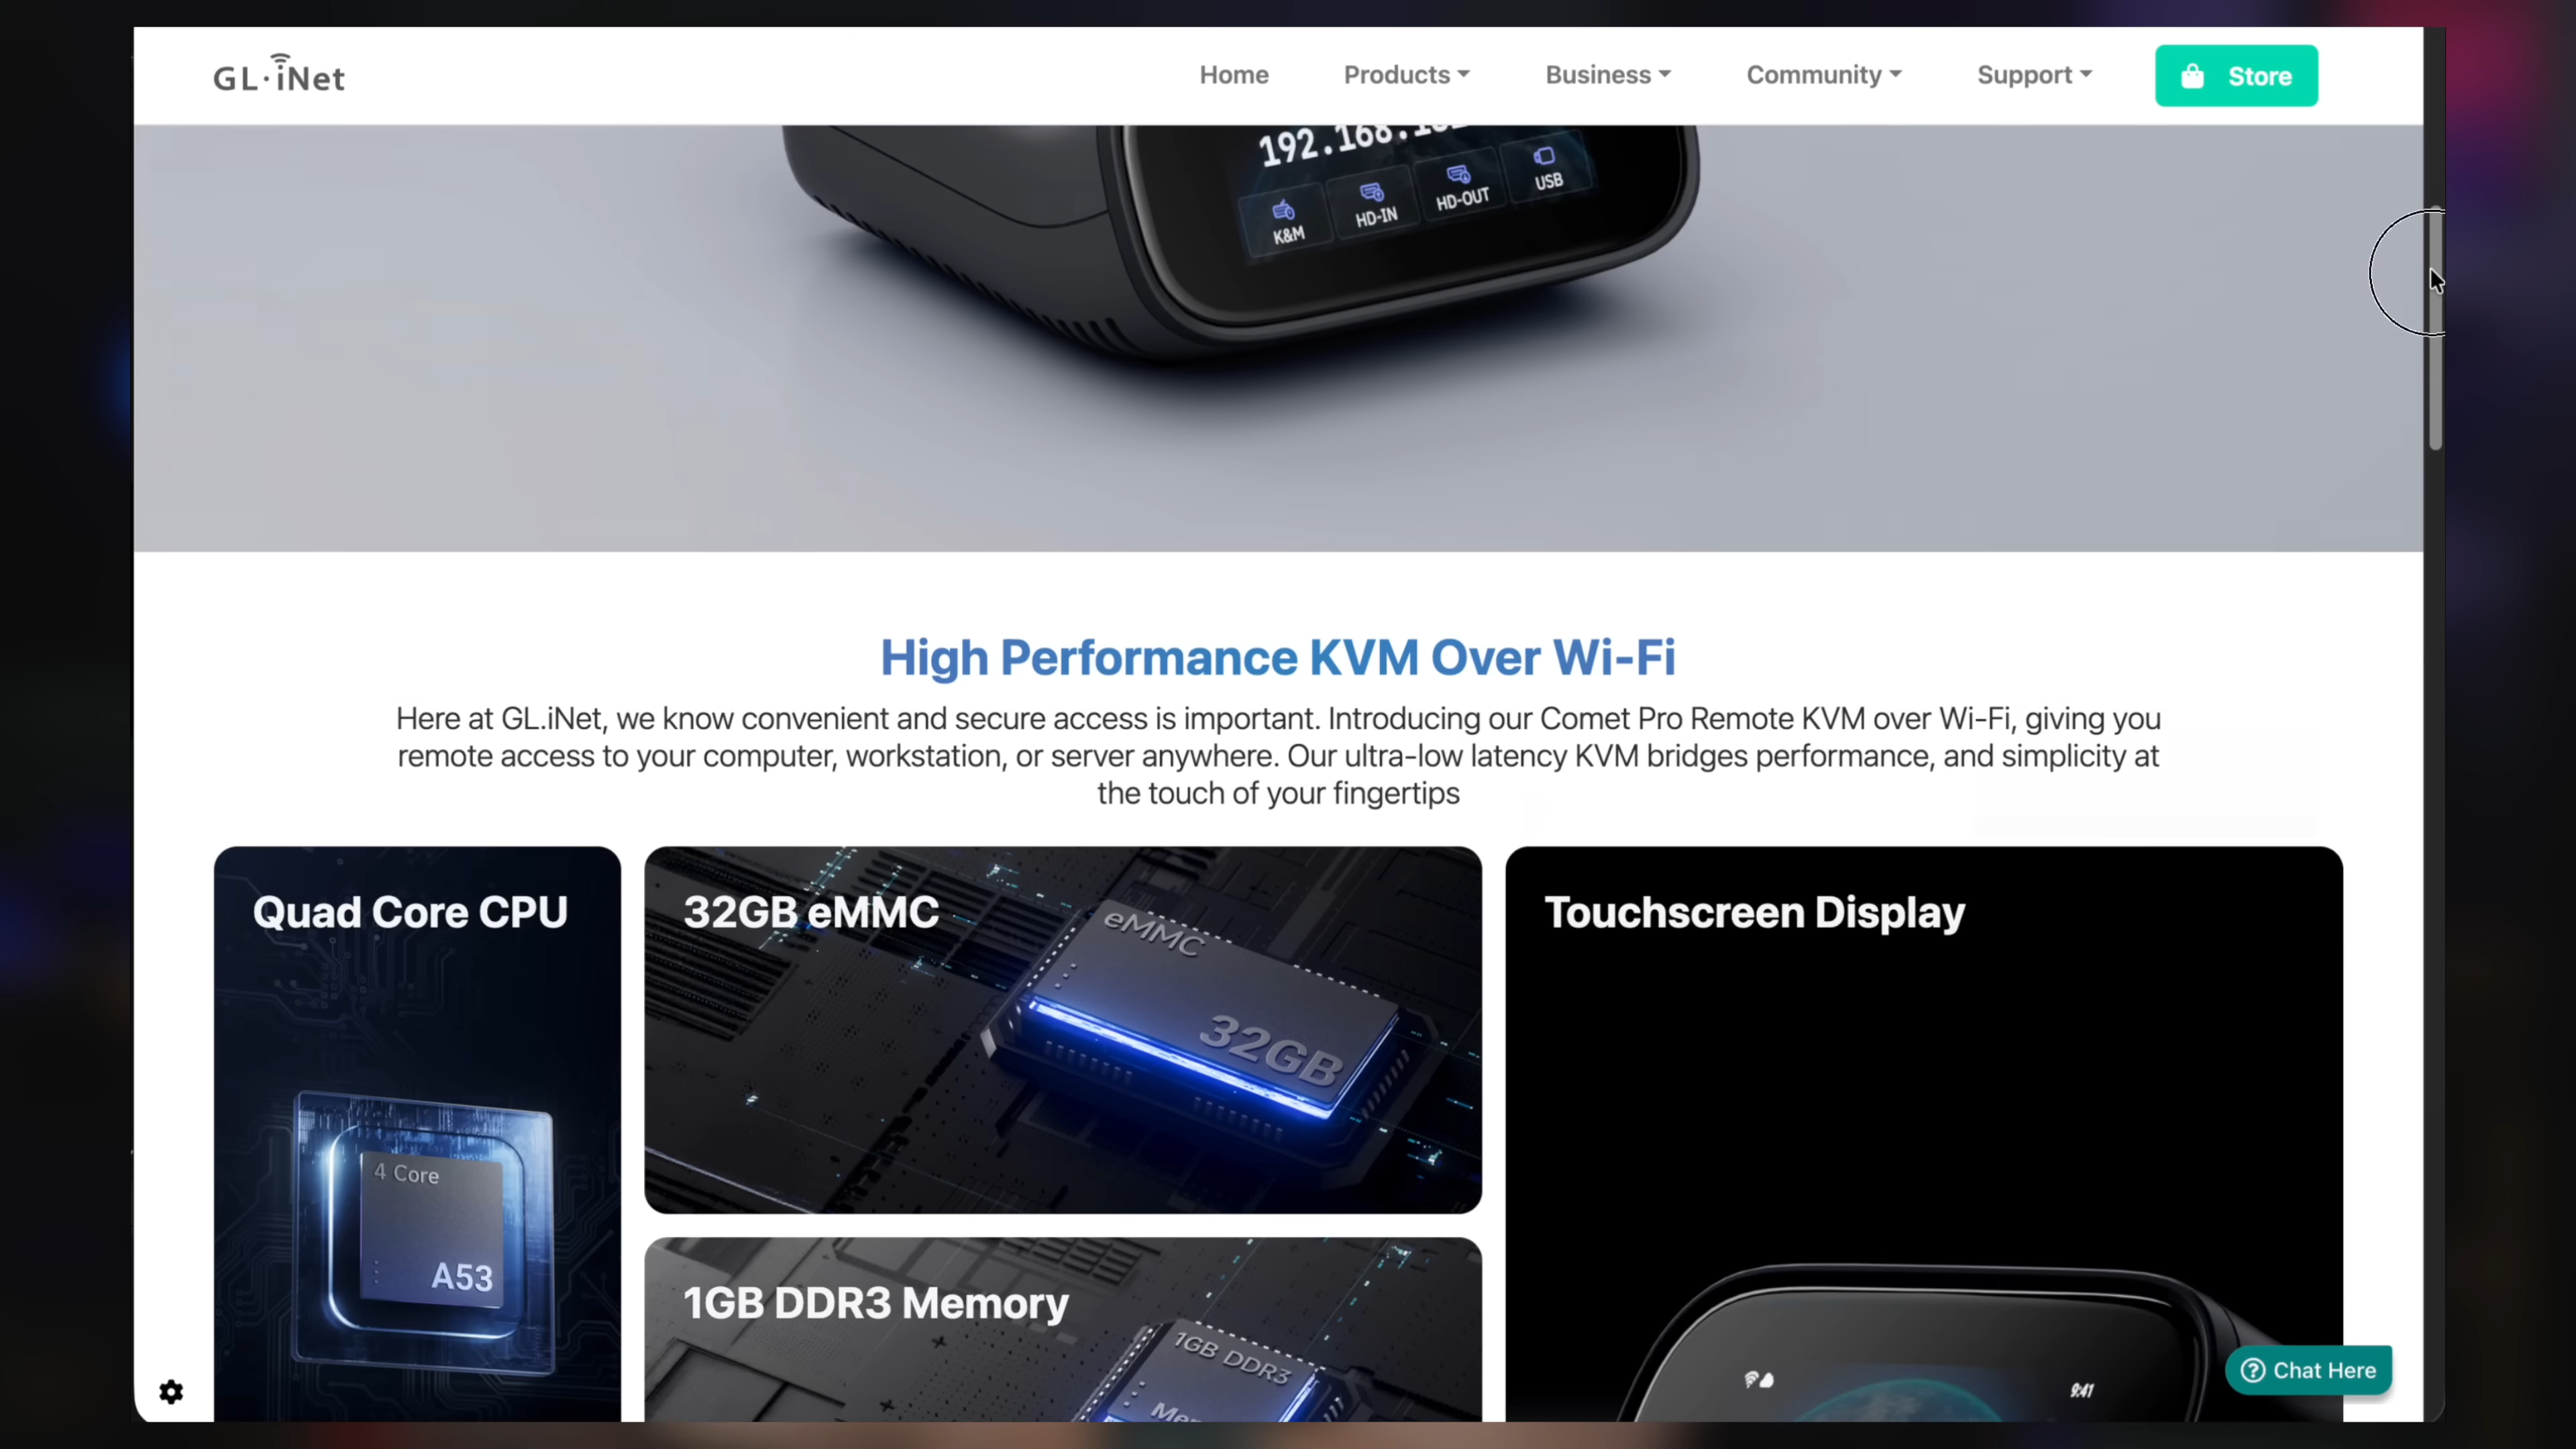 GL·iNet
Home
Products
Business
Community
Support
Store
K&M
HD-IN
HD-OUT
USB
High Performance KVM Over Wi-Fi
Here at GL.iNet, we know convenient and secure access is important. Introducing our Comet Pro Remote KVM over Wi-Fi, giving you
remote access to your computer, workstation, or server anywhere. Our ultra-low latency KVM bridges performance, and simplicity at
the touch of your fingertips
Quad Core CPU
4 Core
A53
32GB eMMC
eMMC
32GB
1GB DDR3 Memory
1GB DDR3
Touchscreen Display
9:41
Chat Here